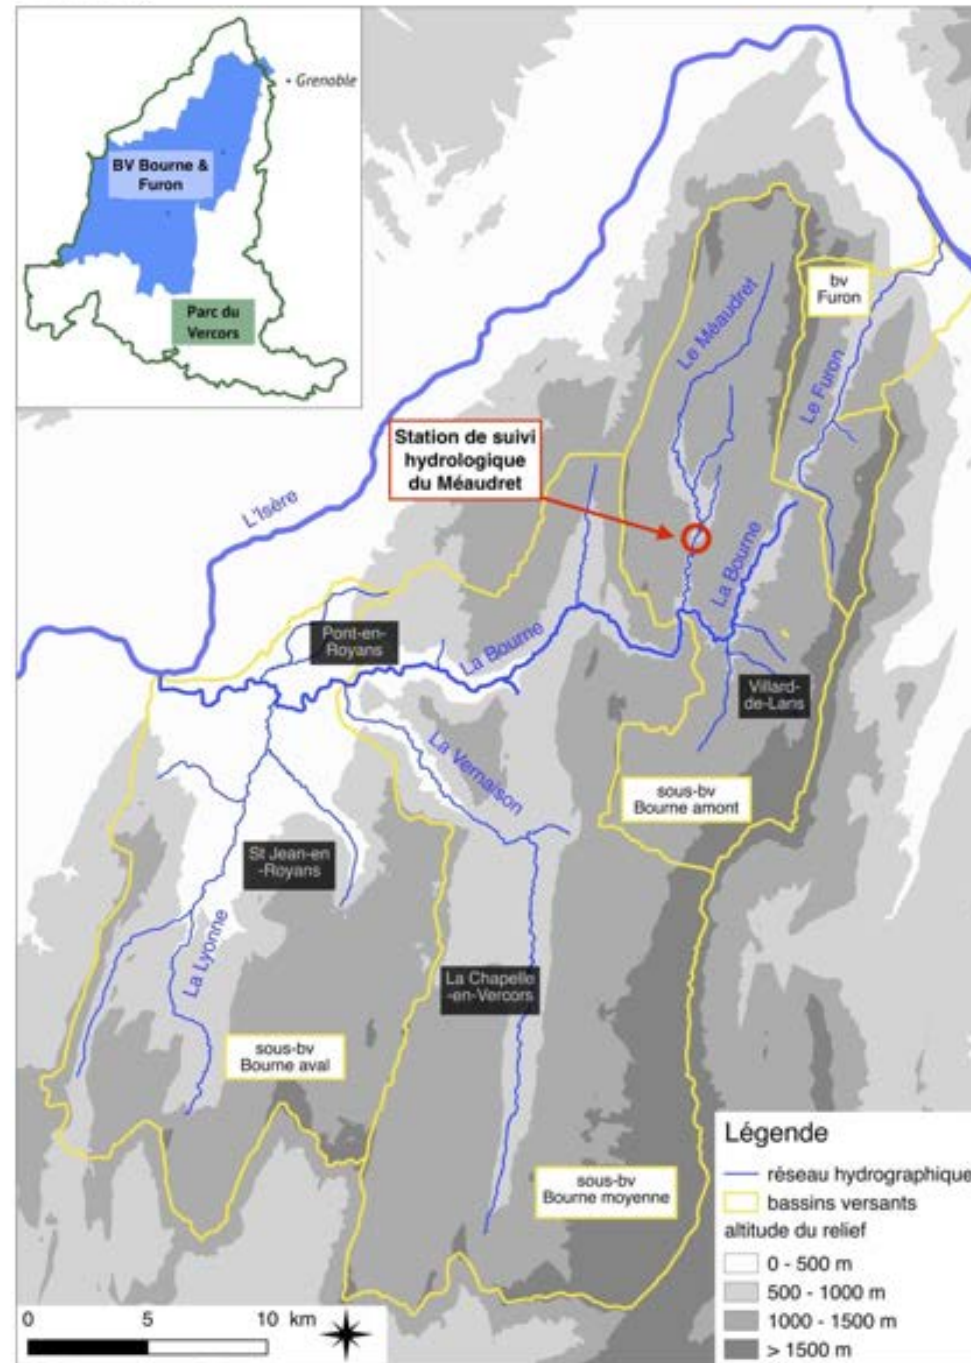 Grenoble
BV Bourne &
Furon
Parc du
Vercors
bv
Furon
Le Méaudret
Le Furon
Station de suivi
hydrologique
du Méaudret
L'Isère
La Bourne
Pont-en-
Royans
La Bourne
Villard-
de-Lans
La Vernaison
sous-bv
Bourne amont
St Jean-en
-Royans
La Lyonne
La Chapelle
-en-Vercors
sous-bv
Bourne aval
sous-bv
Bourne moyenne
Légende
réseau hydrographique
bassins versants
altitude du relief
0 - 500 m
500 - 1000 m
1000 - 1500 m
> 1500 m
0 5 10 km